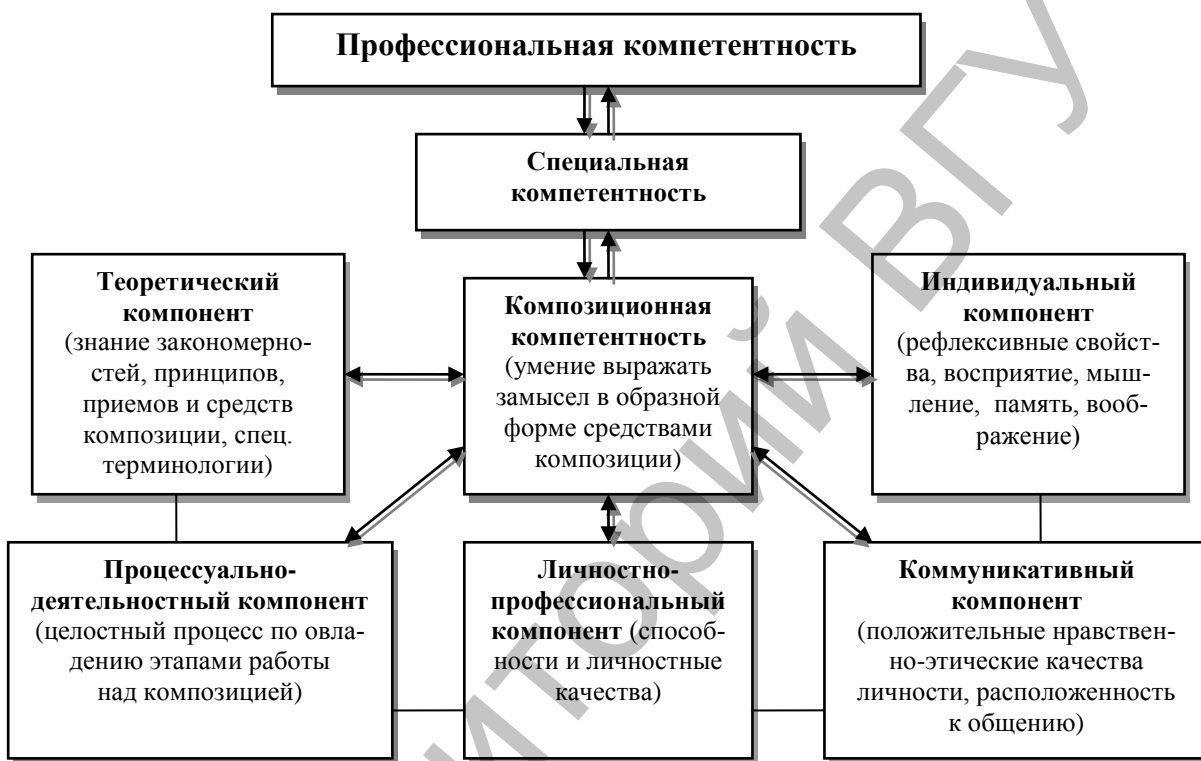 Профессиональная компетентность
Специальная
компетентность
Теоретический
компонент
(знание закономерно-
стей, принципов,
приемов и средств
композиции, спец.
терминологии)
Композиционная
компетентность
(умение выражать
замысел в образной
форме средствами
композиции)
Индивидуальный
компонент
(рефлексивные свойст-
ва, восприятие, мыш-
ление, память, вооб-
ражение)
Процессуально-
деятельностный компонент
(целостный процесс по овла-
дению этапами работы
над композицией)
Личностно-
профессиональный
компонент (способ-
ности и личностные
качества)
Коммуникативный
компонент
(положительные нравствен-
но-этические качества
личности, расположенность
к общению)
иторий ВГУ